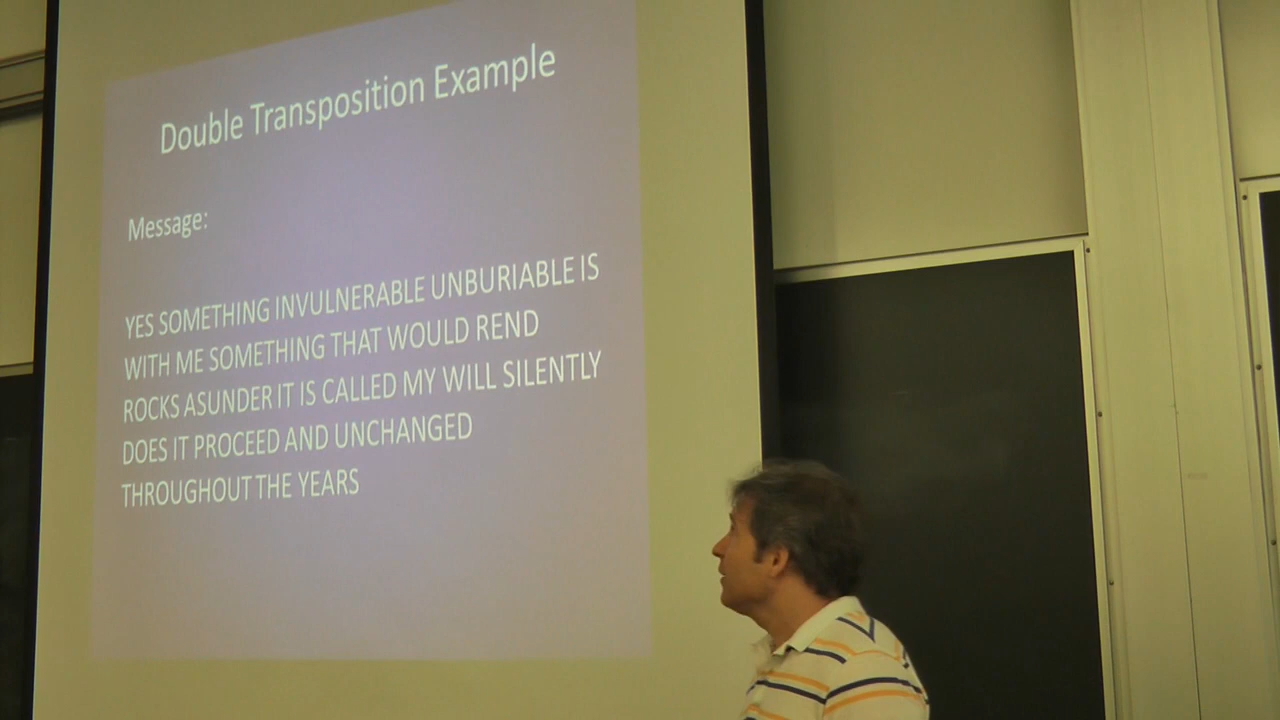 Double Transposition Example
Message:
YES SOMETHING INVULNERABLE UNBURIABLE IS
WITH ME SOMETHING THAT WOULD REND
ROCKS ASUNDER IT IS CALLED MY WILL SILENTLY
DOES IT PROCEED AND UNCHANGED
THROUGHOUT THE YEARS